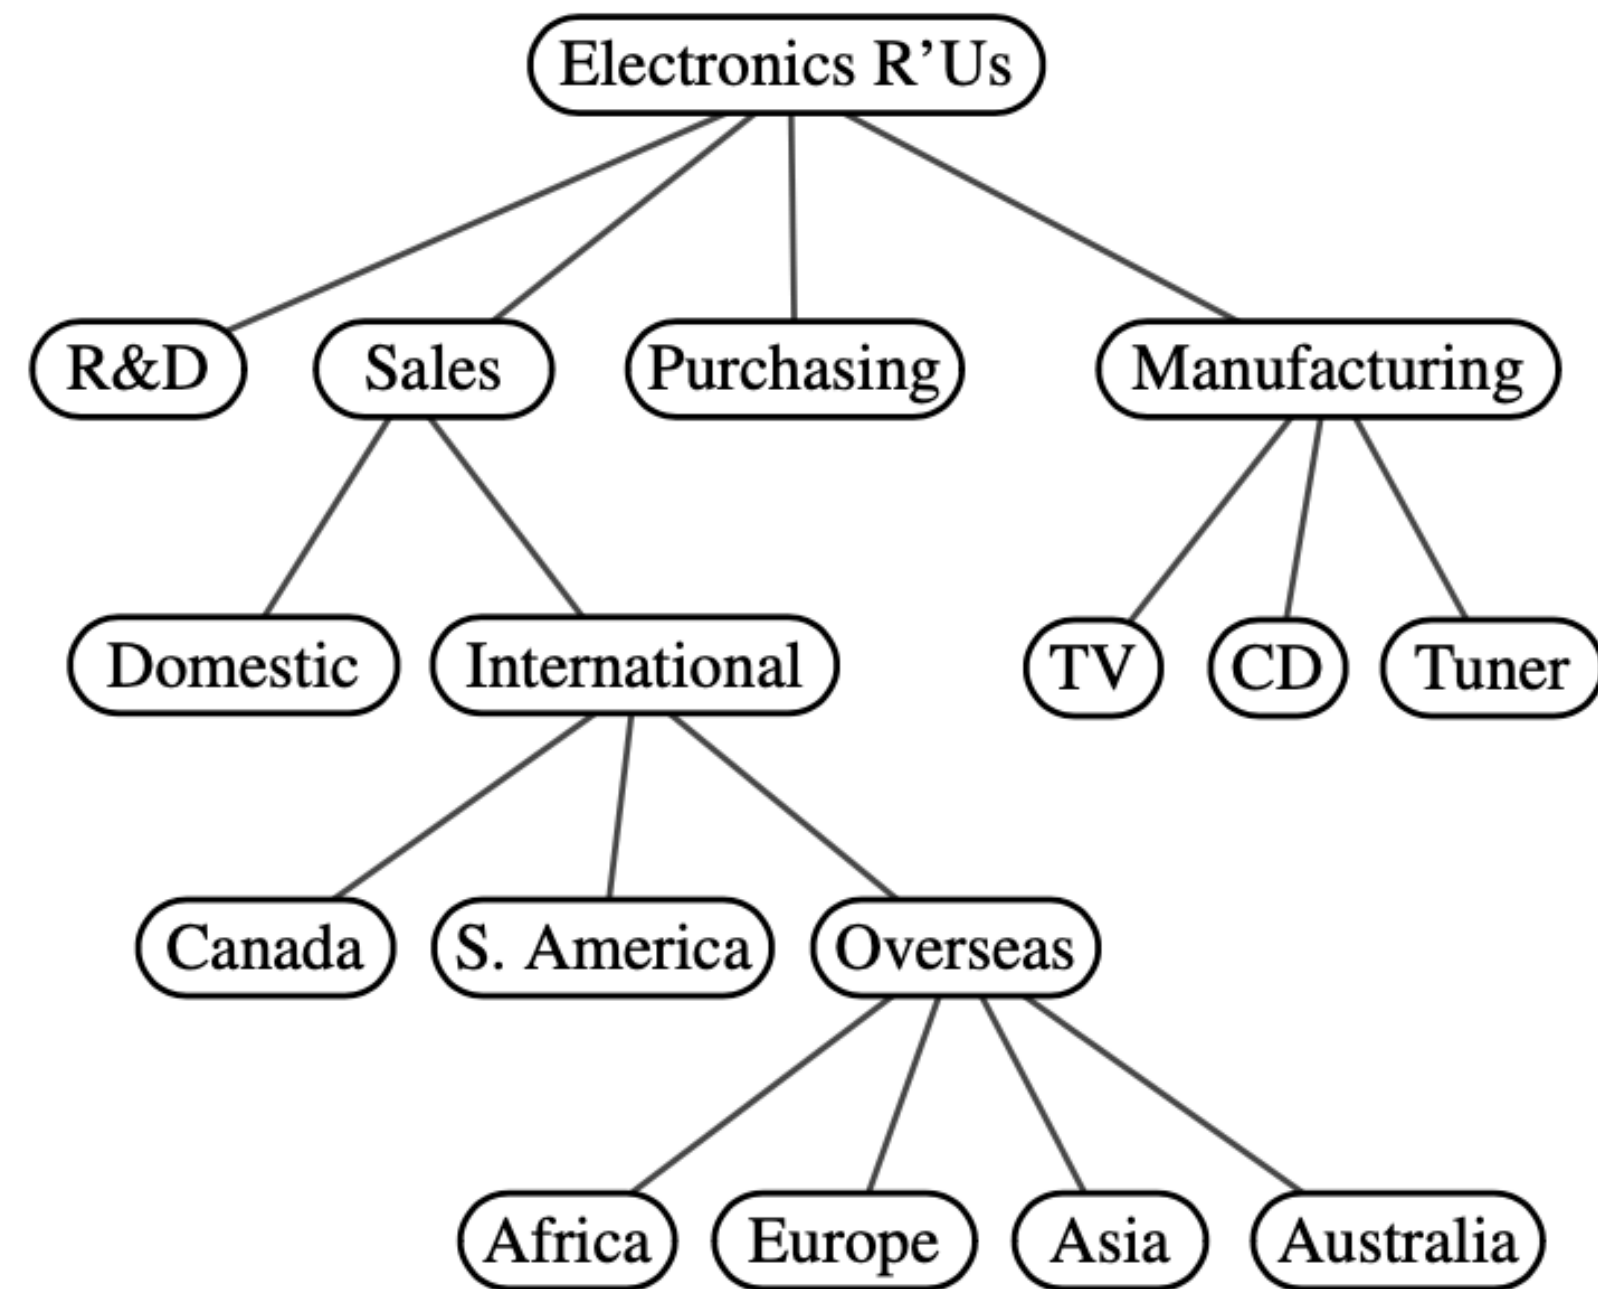 Electronics R’Us
R&D
Sales
Purchasing
Manufacturing
Domestic
International
TV
CD
Tuner
Canada
S. America
Overseas
Africa
Europe
Asia
Australia